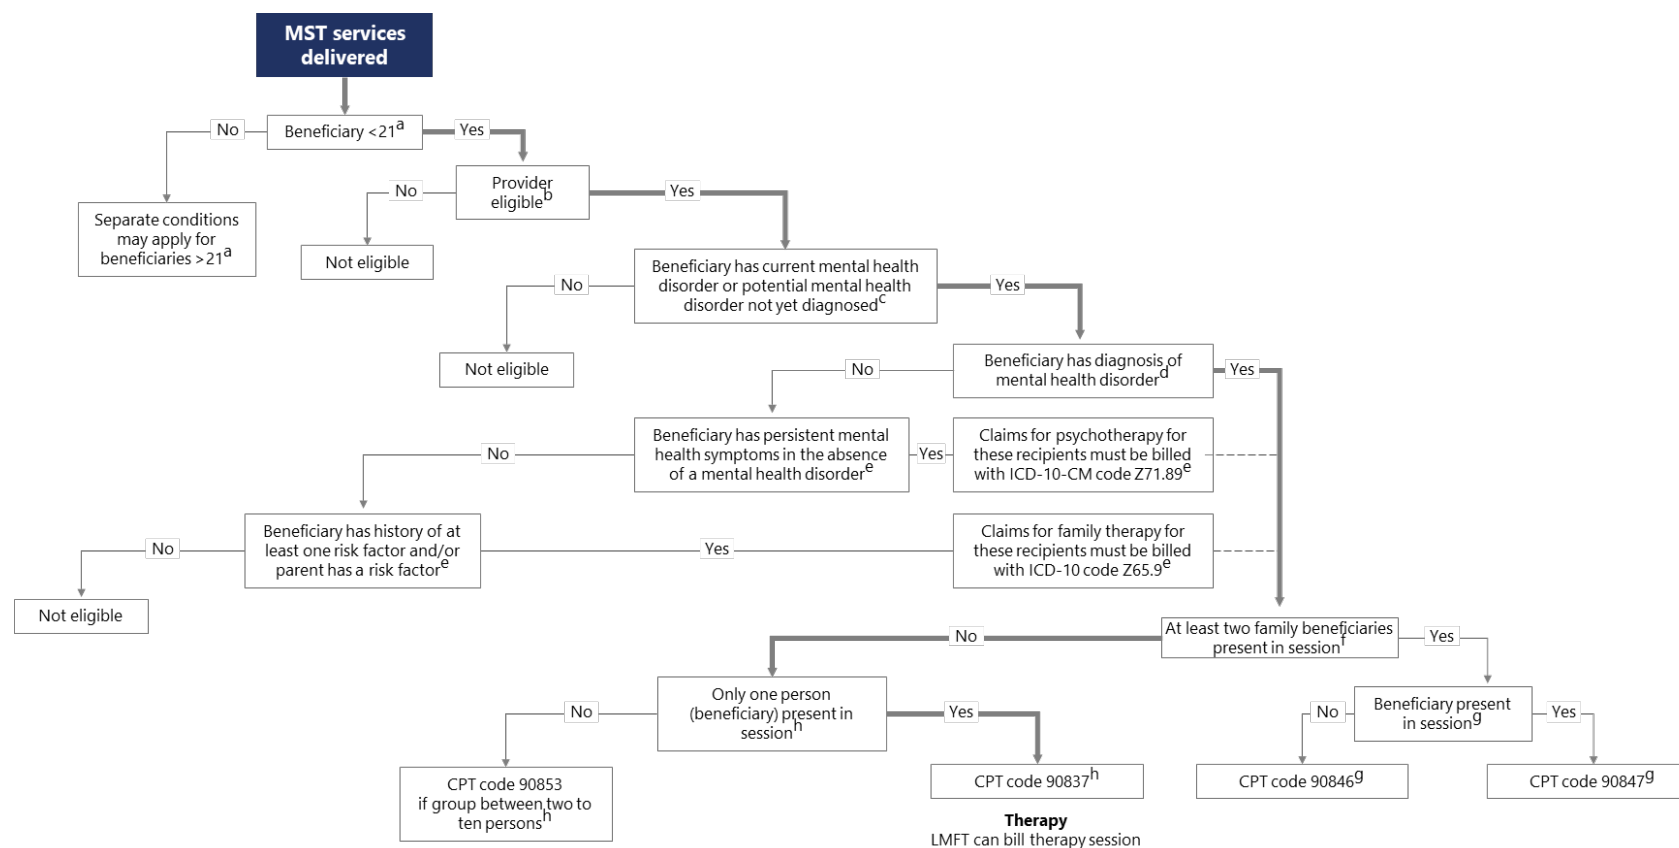 MST services
delivered
No
Beneficiary <21a
Yes
Separate conditions
may apply for
beneficiaries >21a
No
Provider
eligibleb
Yes
Not eligible
No
Beneficiary has current mental health
disorder or potential mental health
disorder not yet diagnosedc
Yes
Not eligible
No
Beneficiary has diagnosis of
mental health disorderd
Yes
No
Beneficiary has persistent mental
health symptoms in the absence
of a mental health disordere
Yes
Claims for psychotherapy for
these recipients must be billed
with ICD-10-CM code Z71.89e
No
Beneficiary has history of at
least one risk factor and/or
parent has a risk factore
Yes
Claims for family therapy for
these recipients must be billed
with ICD-10 code Z65.9e
Not eligible
No
At least two family beneficiaries
present in sessionf
Yes
No
Only one person
(beneficiary) present in
sessionh
Yes
No
Beneficiary present
in sessiong
Yes
CPT code 90853
if group between two to
ten personsh
CPT code 90837h
CPT code 90846g
CPT code 90847g
Therapy
LMFT can bill therapy session